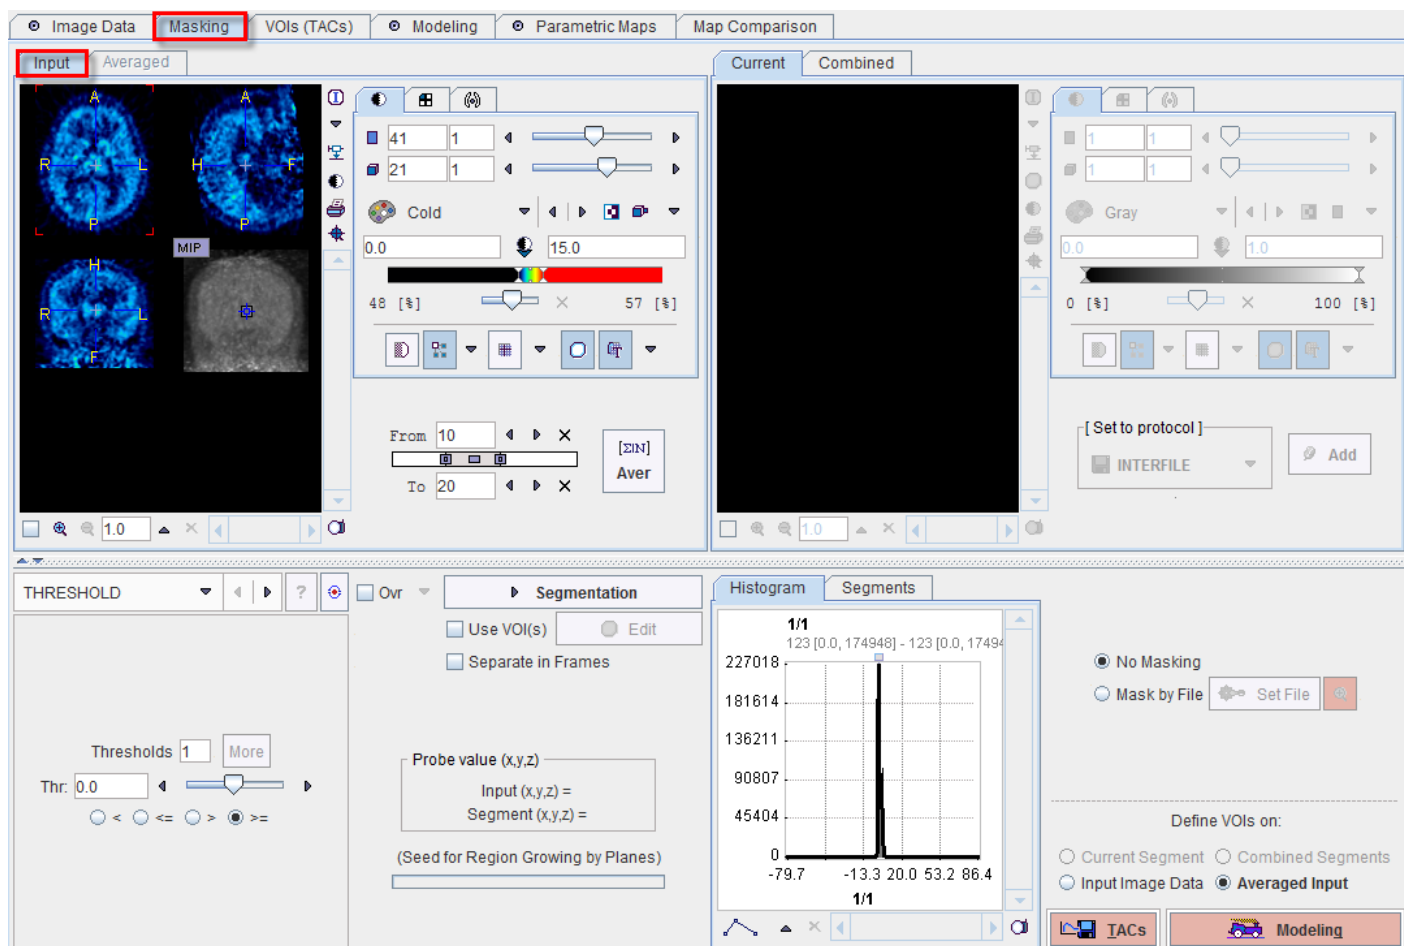 Image Data Masking VOIs (TACs) Modeling Parametric Maps Map Comparison
Input Averaged
Current Combined
A A
R L H F
P P
MIP
H
R L
F
41 1
21 1
Cold
0.0 15.0
48 [%] 57 [%]
From 10
To 20
[ΣIN]
Aver
1.0
1 1
1 1
Gray
0.0 1.0
0 [%] 100 [%]
[ Set to protocol ]
INTERFILE
Add
1.0
THRESHOLD ?
Ovr Segmentation
Use VOI(s) Edit
Separate in Frames
Thresholds 1 More
Thr: 0.0
< <= > >=
Probe value (x,y,z)
Input (x,y,z) =
Segment (x,y,z) =
(Seed for Region Growing by Planes)
Histogram Segments
1/1
123 [0.0, 174948] - 123 [0.0, 1749
227018
181614
136211
90807
45404
0
-79.7 -13.3 20.0 53.2 86.4
1/1
No Masking
Mask by File Set File
Define VOIs on:
Current Segment Combined Segments
Input Image Data Averaged Input
TACs Modeling